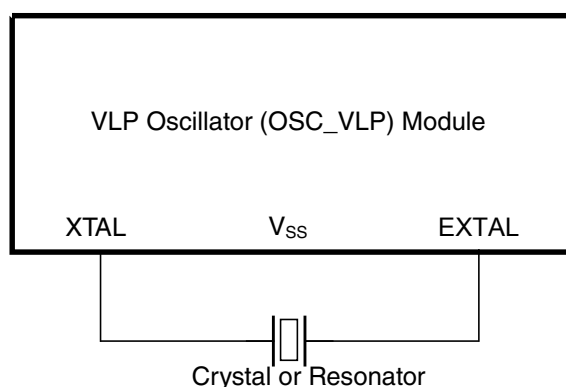 VLP Oscillator (OSC_VLP) Module
XTAL VSS EXTAL
Crystal or Resonator